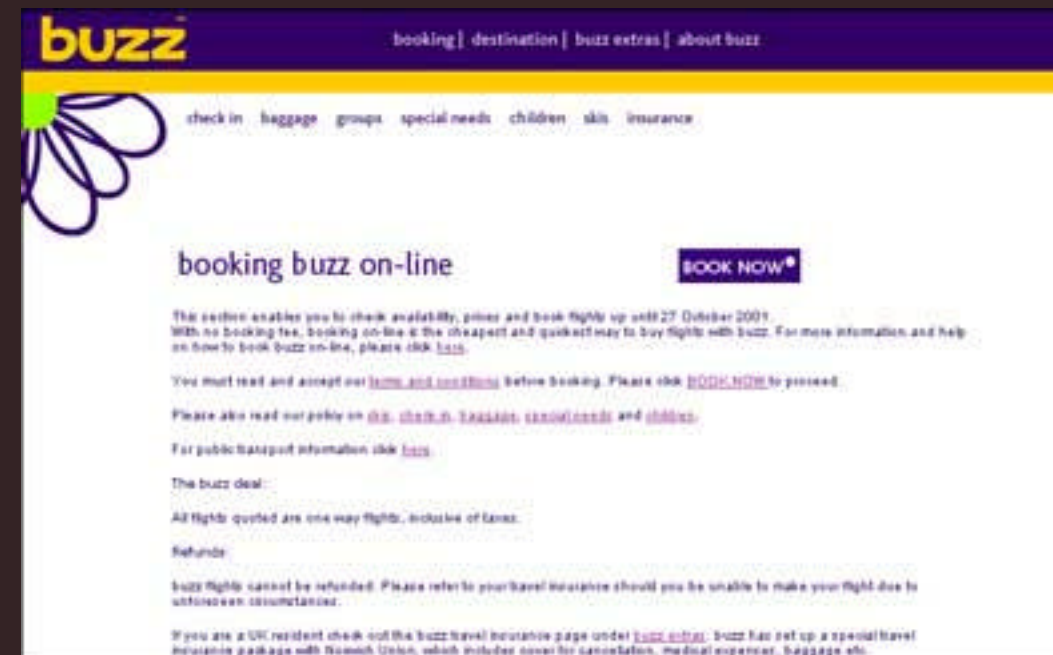 buzz
booking | destination | buzz extras | about buzz
check in baggage groups special needs children skis insurance
booking buzz on-line
BOOK NOW
This section enables you to check availability, prices and book flights up until 27 October 2001.
With no booking fee, booking on-line is the cheapest and quickest way to buy flights with buzz. For more information and help
on how to book buzz on-line, please click here.
You must read and accept our terms and conditions before booking. Please click BOOK NOW to proceed.
Please also read our policy on skis, check in, baggage, special needs and children.
For public transport information click here.
The buzz deal:
All flights quoted are one way flights, inclusive of taxes.
Refunds:
buzz flights cannot be refunded. Please refer to your travel insurance should you be unable to make your flight due to
unforeseen circumstances.
If you are a UK resident check out the buzz travel insurance page under buzz extras. buzz has set up a special travel
insurance package with Norwich Union, which includes cover for cancellation, medical expenses, baggage etc.